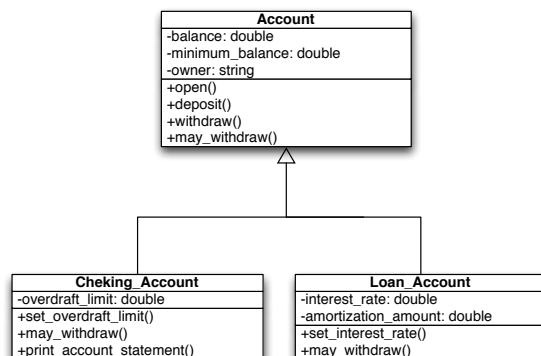 Account
-balance: double
-minimum_balance: double
-owner: string
+open()
+deposit()
+withdraw()
+may_withdraw()
Cheking_Account
-overdraft_limit: double
+set_overdraft_limit()
+may_withdraw()
+print_account_statement()
Loan_Account
-interest_rate: double
-amortization_amount: double
+set_interest_rate()
+may_withdraw()